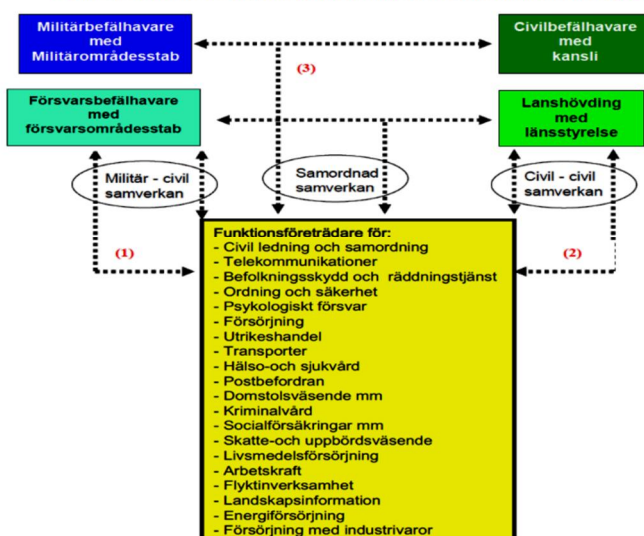 Militärbefälhavare
med
Militärområdesstab
Civilbefälhavare
med
kansli
(3)
Försvarsbefälhavare
med
försvarsområdesstab
Lanshövding
med
länsstyrelse
Militär - civil
samverkan
Samordnad
samverkan
Civil - civil
samverkan
(1)
(2)
Funktionsföreträdare för:
- Civil ledning och samordning
- Telekommunikationer
- Befolkningsskydd och räddningstjänst
- Ordning och säkerhet
- Psykologiskt försvar
- Försörjning
- Utrikeshandel
- Transporter
- Hälso-och sjukvård
- Postbefordran
- Domstolsväsende mm
- Kriminalvård
- Socialförsäkringar mm
- Skatte-och uppbördsväsende
- Livsmedelsförsörjning
- Arbetskraft
- Flyktinverksamhet
- Landskapsinformation
- Energiförsörjning
- Försörjning med industrivaror